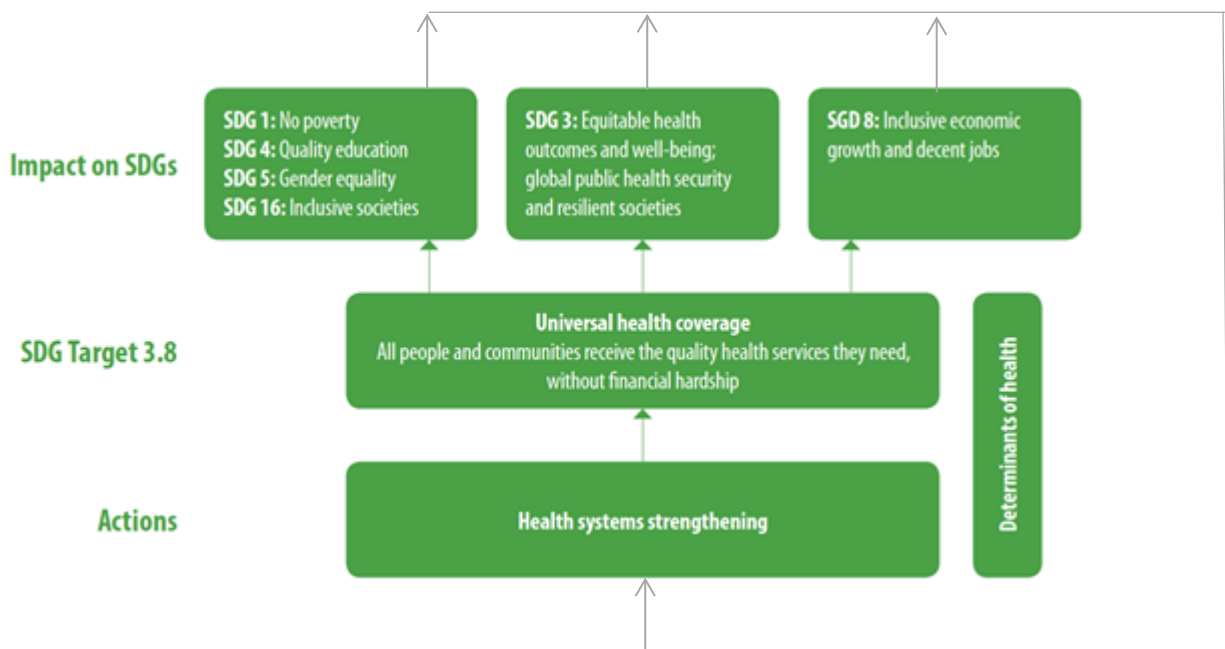 Impact on SDGs
SDG 1: No poverty
SDG 4: Quality education
SDG 5: Gender equality
SDG 16: Inclusive societies
SDG 3: Equitable health
outcomes and well-being;
global public health security
and resilient societies
SGD 8: Inclusive economic
growth and decent jobs
SDG Target 3.8
Universal health coverage
All people and communities receive the quality health services they need,
without financial hardship
Actions
Health systems strengthening
Determinants of health